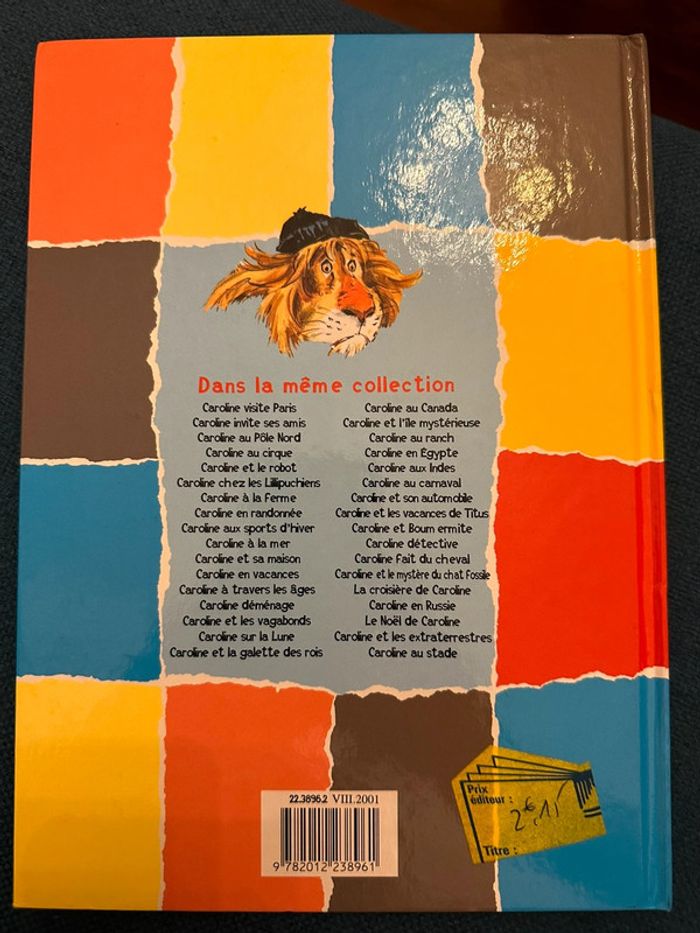 Dans la même collection
Caroline visite Paris
Caroline invite ses amis
Caroline au Pôle Nord
Caroline au cirque
Caroline et le robot
Caroline chez les Lillipuchiens
Caroline à la Ferme
Caroline en randonnée
Caroline aux sports d'hiver
Caroline à la mer
Caroline et sa maison
Caroline en vacances
Caroline à travers les âges
Caroline déménage
Caroline et les vagabonds
Caroline sur la Lune
Caroline et la galette des rois
Caroline au Canada
Caroline et l'île mystérieuse
Caroline au ranch
Caroline en Égypte
Caroline aux Indes
Caroline au carnaval
Caroline et son automobile
Caroline et les vacances de Titus
Caroline et Boum ermite
Caroline détective
Caroline Fait du cheval
Caroline et le mystère du chat Fossile
La croisière de Caroline
Caroline en Russie
Le Noël de Caroline
Caroline et les extraterrestres
Caroline au stade
22.3896.2 VIII.2001
9 782012 238961
Prix
éditeur :
2€,15
Titre :